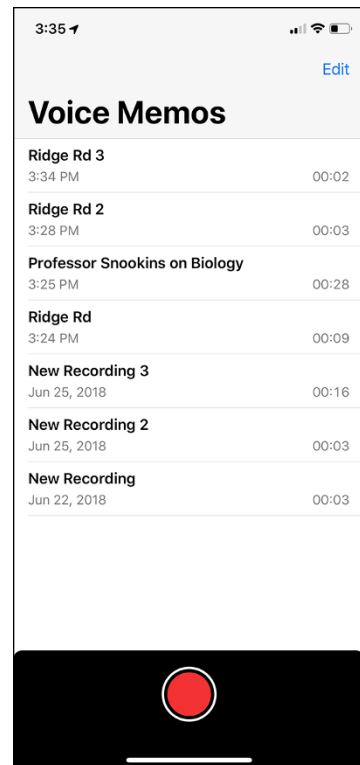 3:35
Edit
Voice Memos
Ridge Rd 3
3:34 PM 00:02
Ridge Rd 2
3:28 PM 00:03
Professor Snookins on Biology
3:25 PM 00:28
Ridge Rd
3:24 PM 00:09
New Recording 3
Jun 25, 2018 00:16
New Recording 2
Jun 25, 2018 00:03
New Recording
Jun 22, 2018 00:03